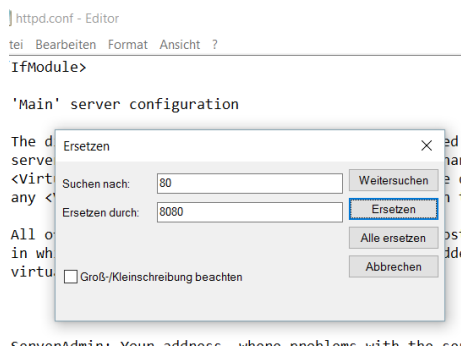 httpd.conf - Editor
tei Bearbeiten Format Ansicht ?
IfModule>
'Main' server configuration
The d
serve
<Virt
any <
All o
in wh
virtu
Ersetzen
Suchen nach: 80 Weitersuchen
Ersetzen durch: 8080 Ersetzen
Alle ersetzen
Groß-/Kleinschreibung beachten Abbrechen
ServerAdmin: Your address, where problems with the ser